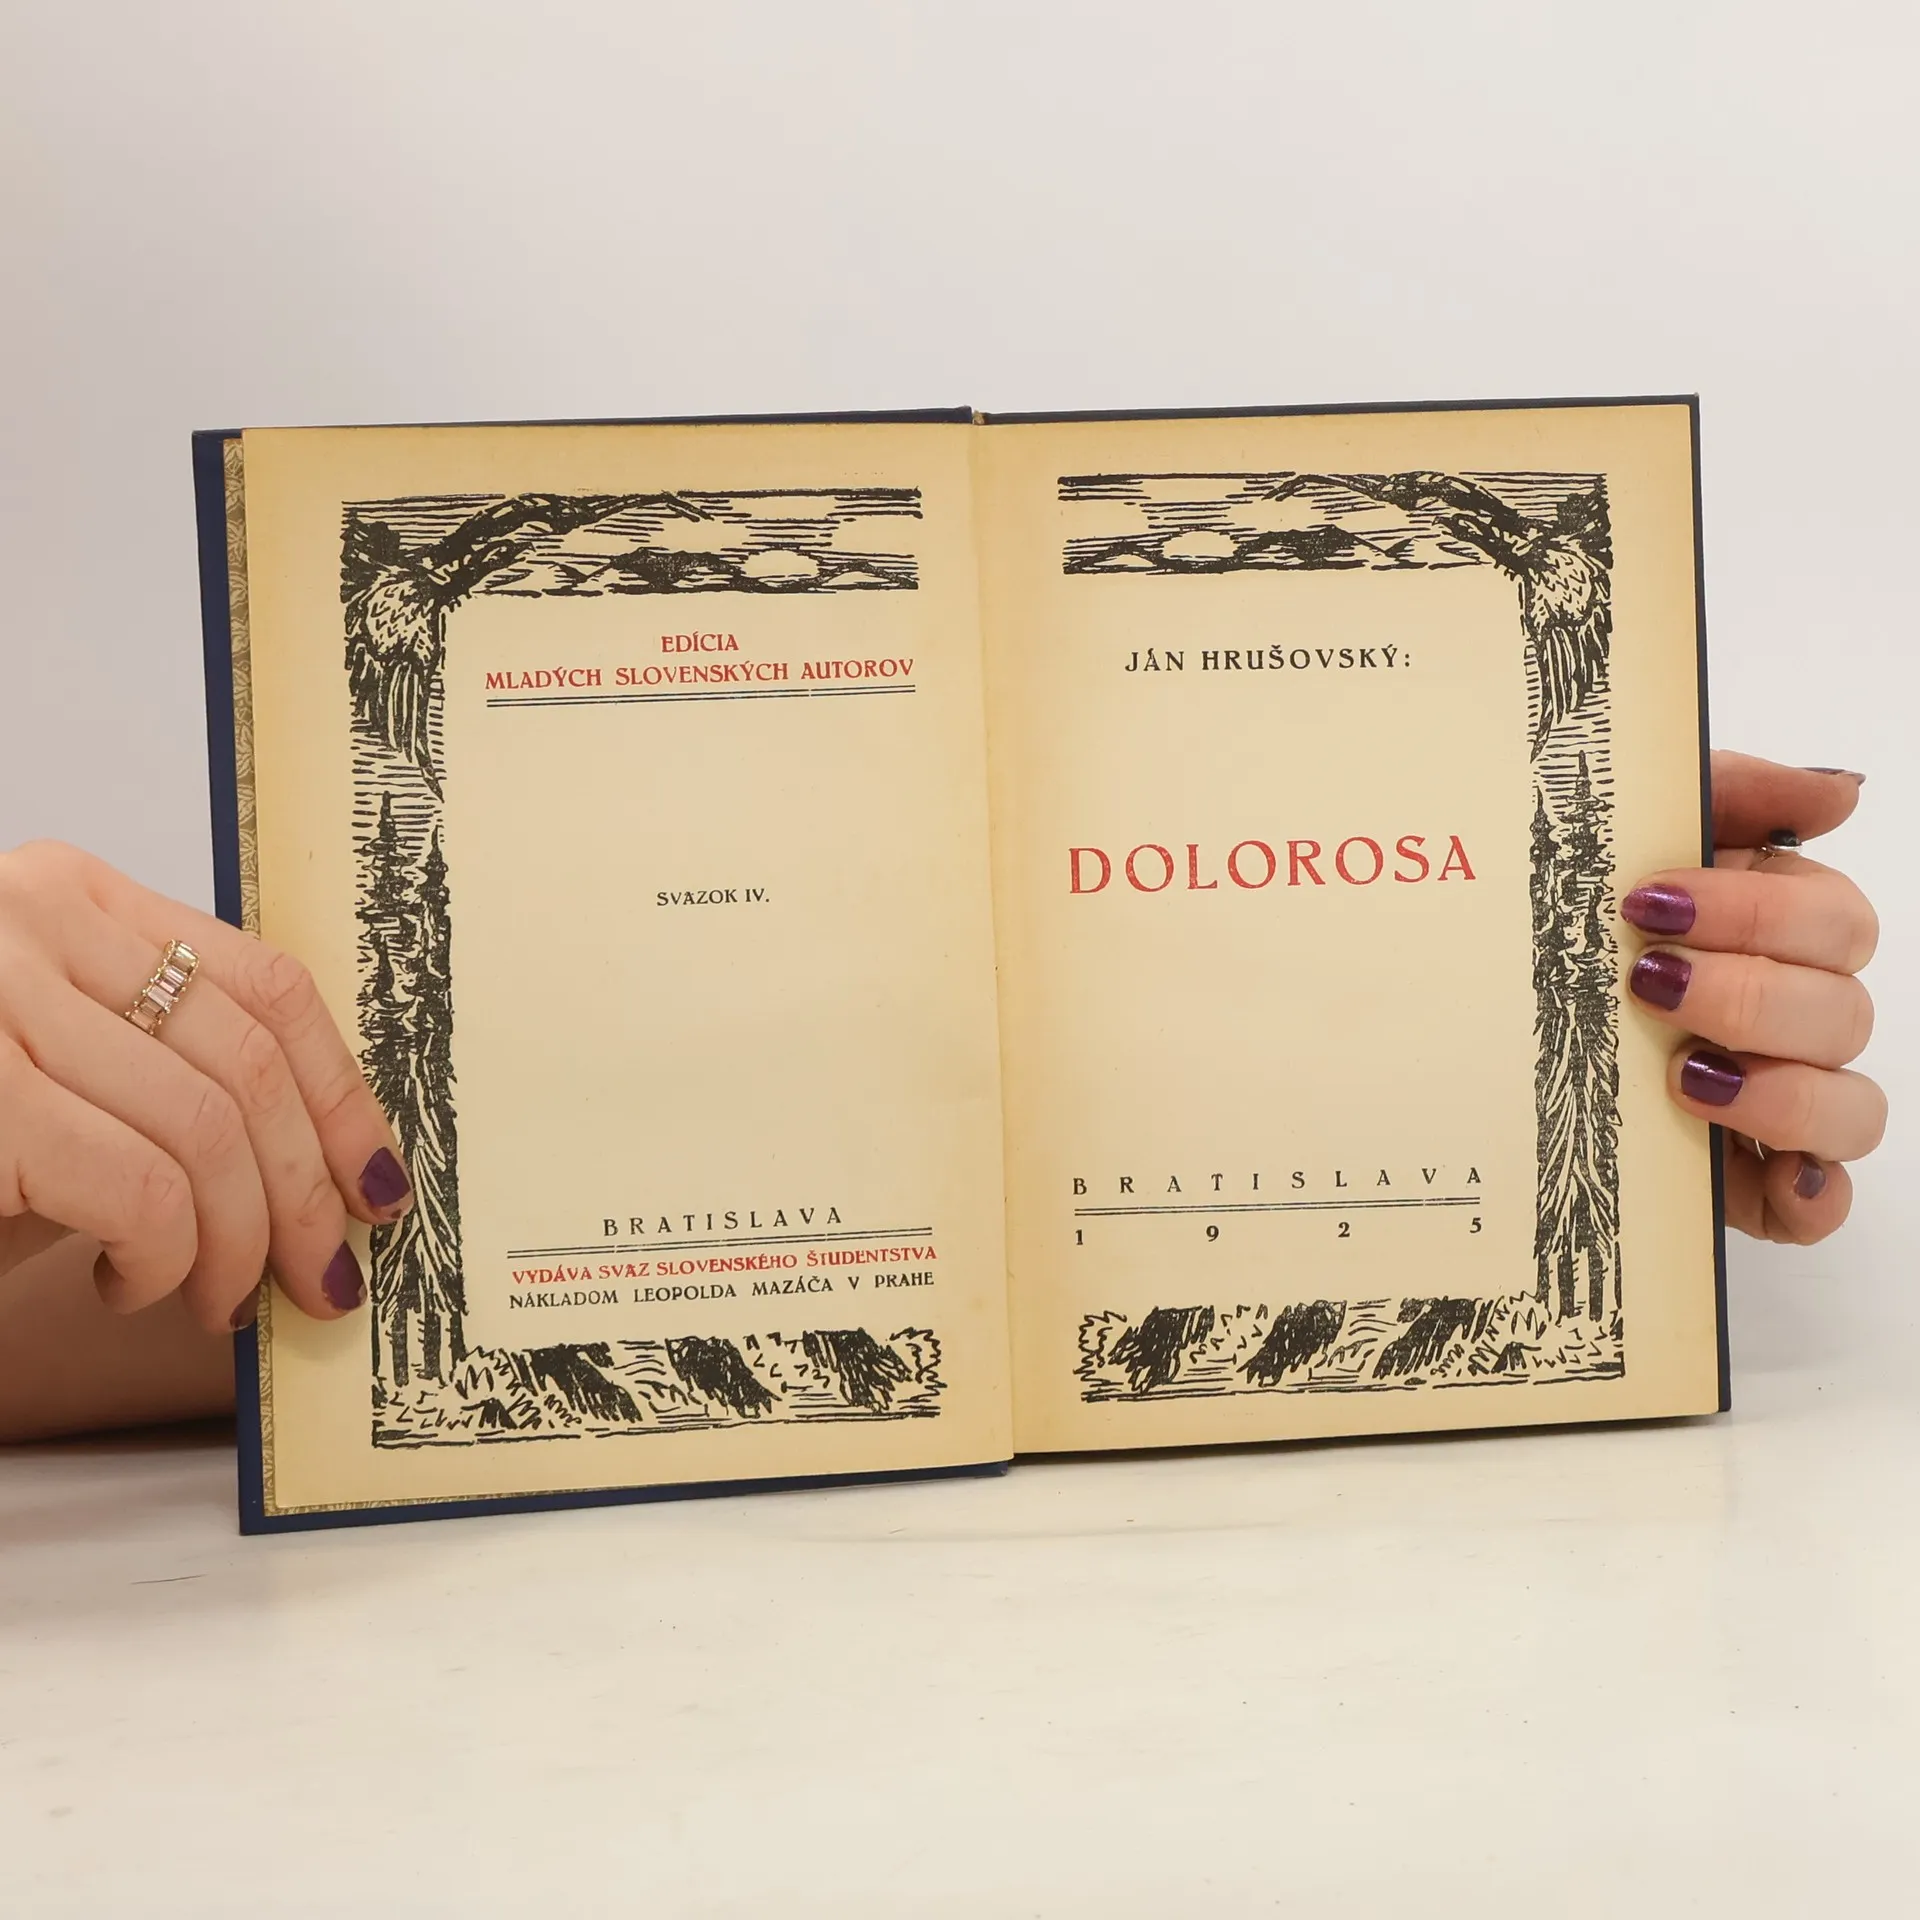 EDÍCIA
MLADÝCH SLOVENSKÝCH AUTOROV
SVAZOK IV.
BRATISLAVA
VYDÁVA SVAZ SLOVENSKÉHO ŠTUDENTSTVA
NÁKLADOM LEOPOLDA MAZÁČA V PRAHE
JÁN HRUŠOVSKÝ:
DOLOROSA
BRATISLAVA
1925